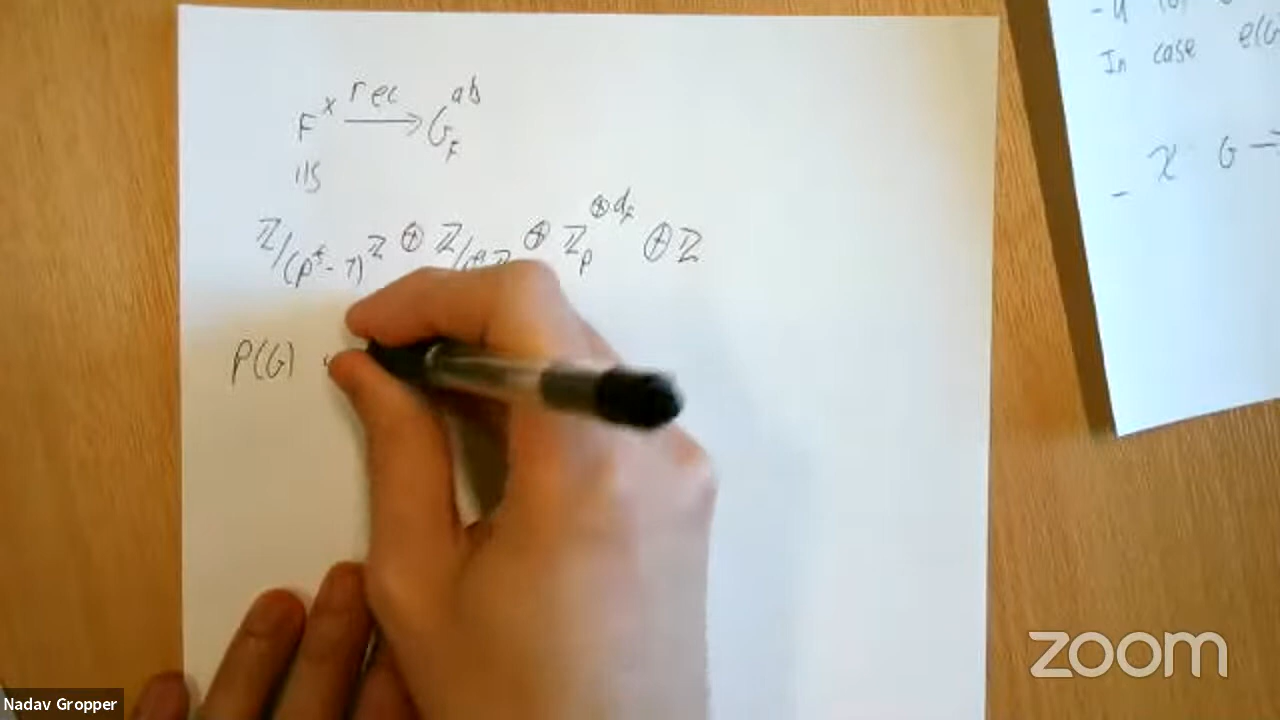 F^× —rec→ G_F^{ab}
≀∥
ℤ/(p^f - 1)ℤ ⊕ ℤ/ ⊕ ℤ_p^{⊕ d_F} ⊕ ℤ
P(G)
In case e(G
- χ G →
zoom
Nadav Gropper